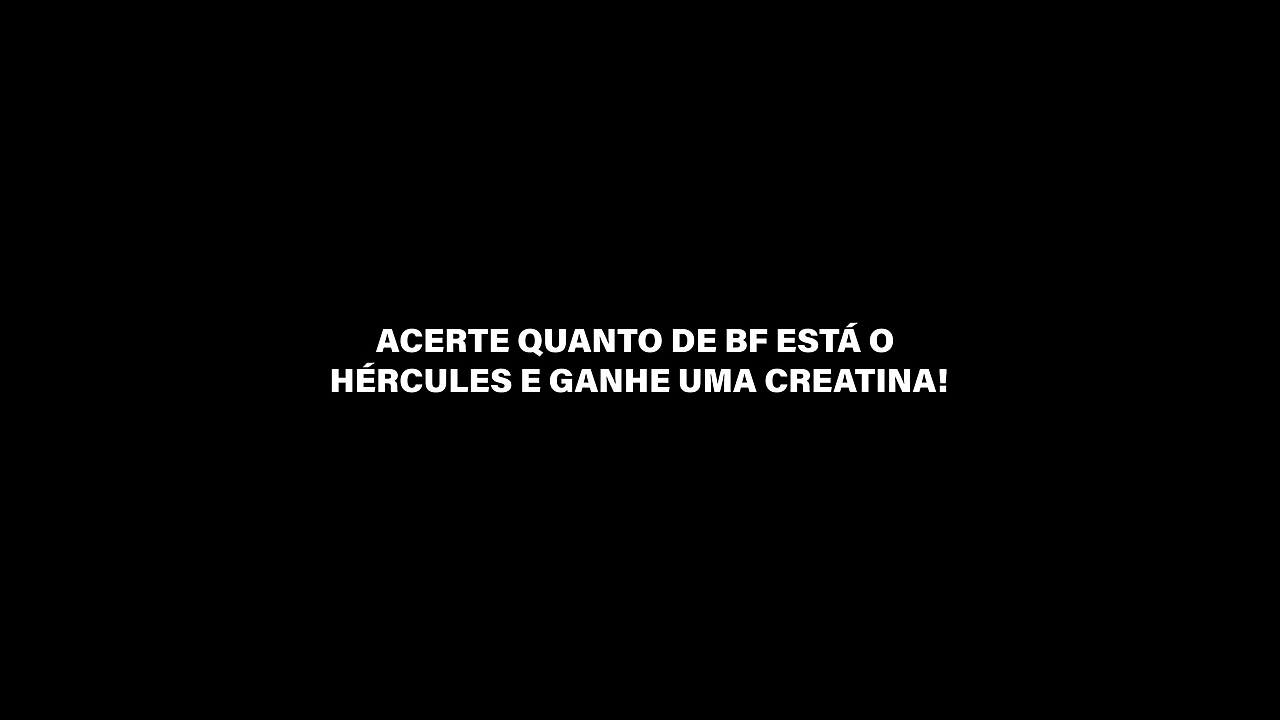 ACERTE QUANTO DE BF ESTÁ O
HÉRCULES E GANHE UMA CREATINA!